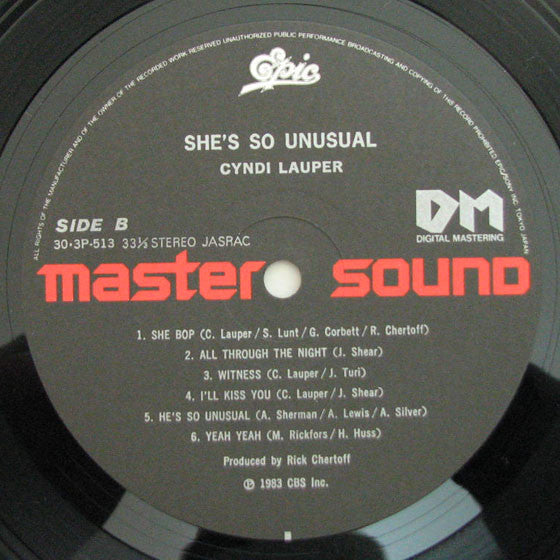 ALL RIGHTS OF THE MANUFACTURER AND OF THE OWNER OF THE RECORDED WORK RESERVED UNAUTHORIZED PUBLIC PERFORMANCE BROADCASTING AND COPYING OF THIS RECORD PROHIBITED EPIC/SONY INC. TOKYO JAPAN
Epic
SHE'S SO UNUSUAL
CYNDI LAUPER
SIDE B
DM
30・3P-513 33⅓ STEREO JASRAC
DIGITAL MASTERING
master sound
1. SHE BOP (C. Lauper/S. Lunt/G. Corbett/R. Chertoff)
2. ALL THROUGH THE NIGHT (J. Shear)
3. WITNESS (C. Lauper/J. Turi)
4. I'LL KISS YOU (C. Lauper/J. Shear)
5. HE'S SO UNUSUAL (A. Sherman/A. Lewis/A. Silver)
6. YEAH YEAH (M. Rickfors/H. Huss)
Produced by Rick Chertoff
℗ 1983 CBS Inc.